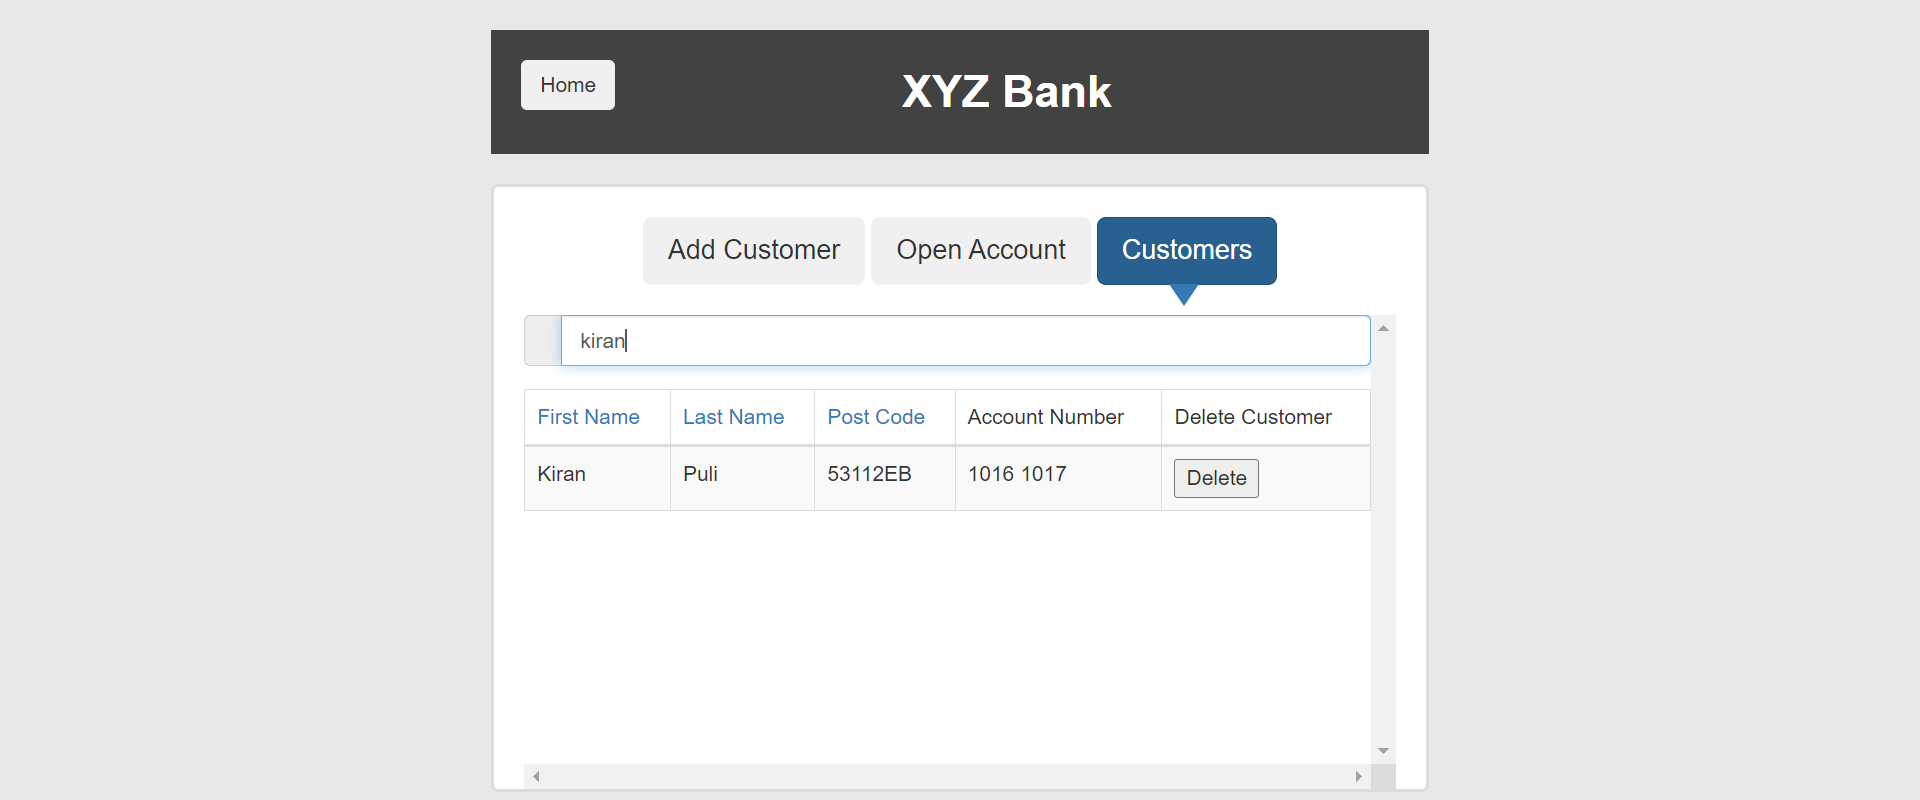 Home
XYZ Bank
Add Customer Open Account Customers
kiran
First Name Last Name Post Code Account Number Delete Customer
Kiran Puli 53112EB 1016 1017 Delete